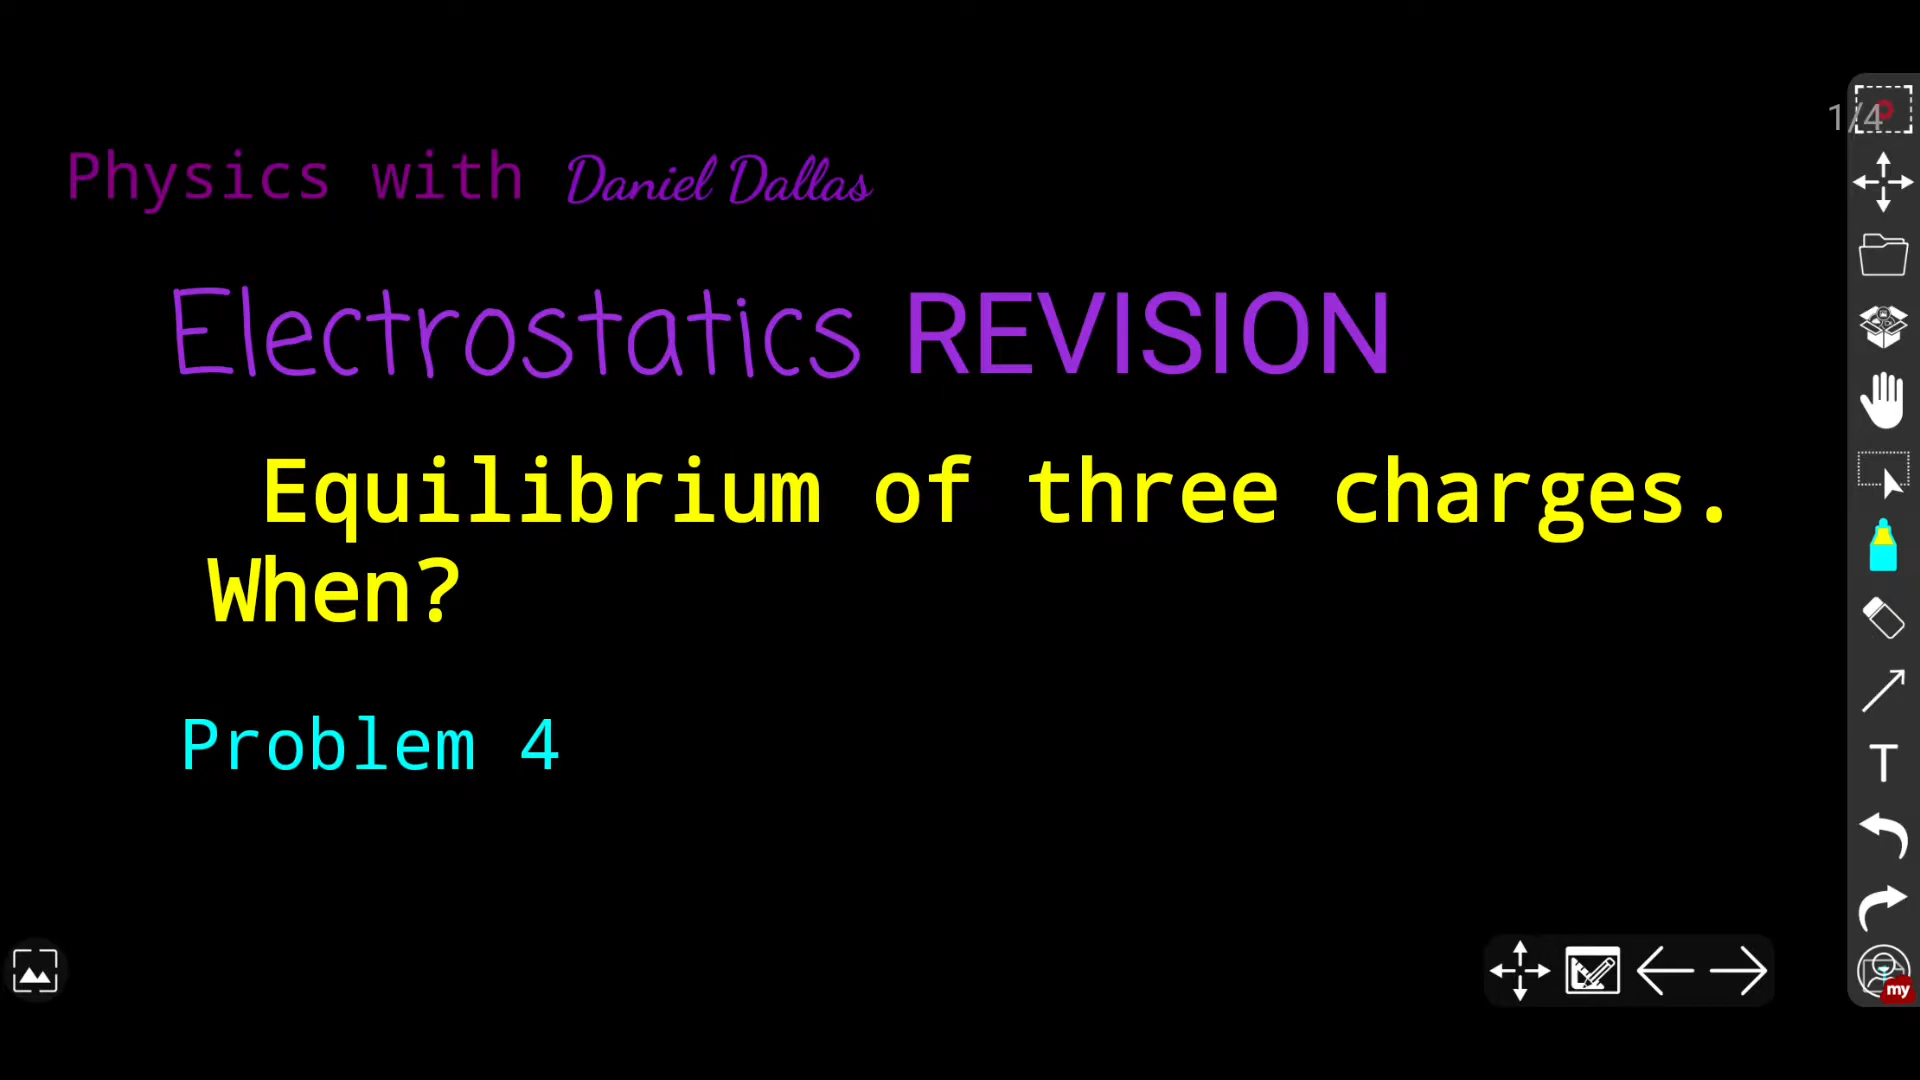 1/4
Physics with Daniel Dallas
Electrostatics REVISION
Equilibrium of three charges.
When?
Problem 4
T
my